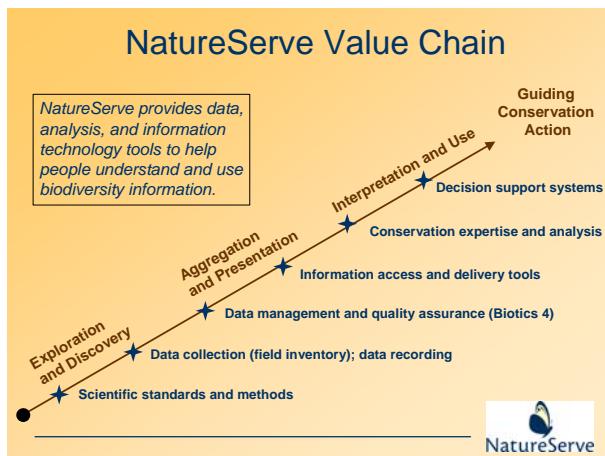 NatureServe Value Chain
NatureServe provides data,
analysis, and information
technology tools to help
people understand and use
biodiversity information.
Guiding
Conservation
Action
Interpretation and Use
Decision support systems
Conservation expertise and analysis
Aggregation
and Presentation
Information access and delivery tools
Data management and quality assurance (Biotics 4)
Exploration
and Discovery
Data collection (field inventory); data recording
Scientific standards and methods
NatureServe